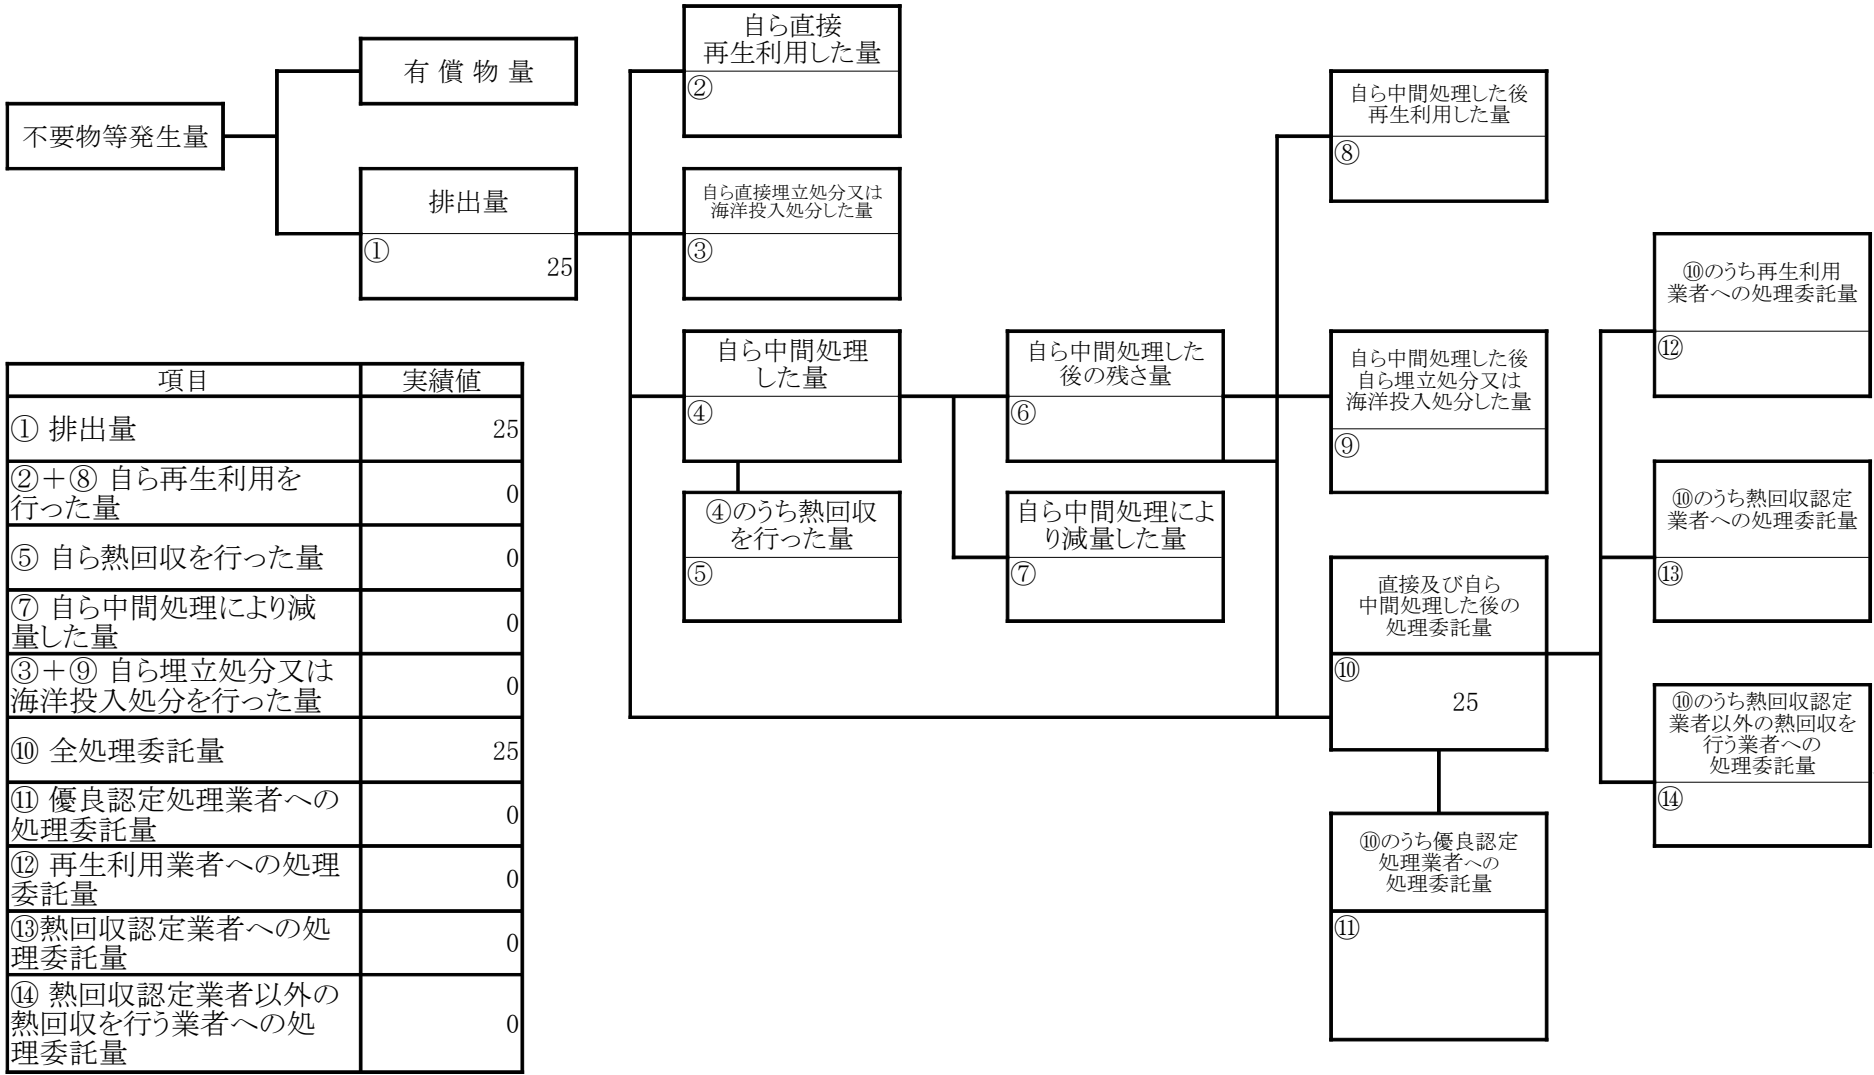 不要物等発生量
有 償 物 量
排出量
①
25
自ら直接
再生利用した量
②
自ら直接埋立処分又は
海洋投入処分した量
③
自ら中間処理
した量
④
④のうち熱回収
を行った量
⑤
自ら中間処理した
後の残さ量
⑥
自ら中間処理によ
り減量した量
⑦
自ら中間処理した後
再生利用した量
⑧
自ら中間処理した後
自ら埋立処分又は
海洋投入処分した量
⑨
直接及び自ら
中間処理した後の
処理委託量
⑩
25
⑩のうち優良認定
処理業者への
処理委託量
⑪
⑩のうち再生利用
業者への処理委託量
⑫
⑩のうち熱回収認定
業者への処理委託量
⑬
⑩のうち熱回収認定
業者以外の熱回収を
行う業者への
処理委託量
⑭
項目 実績値
① 排出量 25
②＋⑧ 自ら再生利用を
行った量 0
⑤ 自ら熱回収を行った量 0
⑦ 自ら中間処理により減
量した量 0
③＋⑨ 自ら埋立処分又は
海洋投入処分を行った量 0
⑩ 全処理委託量 25
⑪ 優良認定処理業者への
処理委託量 0
⑫ 再生利用業者への処理
委託量 0
⑬熱回収認定業者への処
理委託量 0
⑭ 熱回収認定業者以外の
熱回収を行う業者への処
理委託量 0